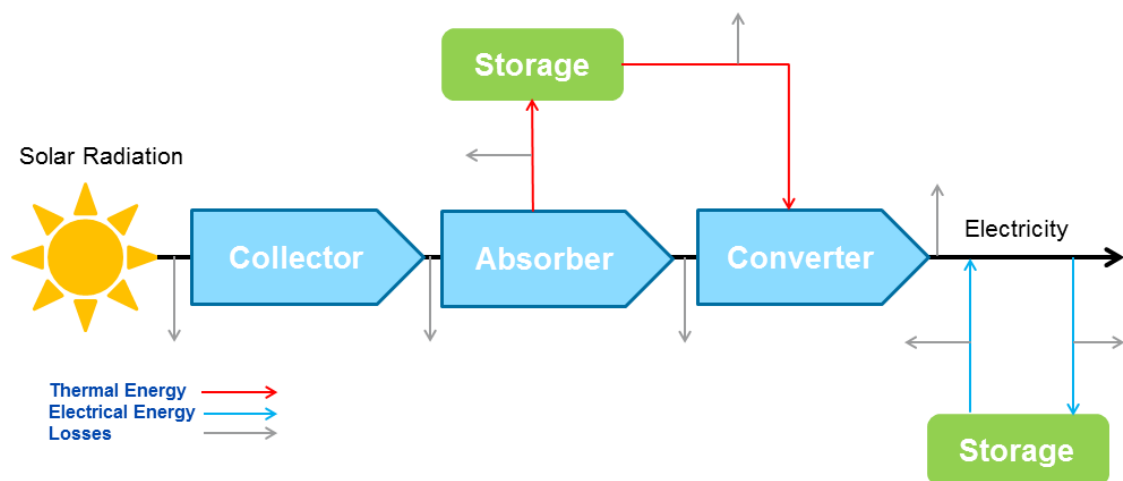 Storage
Solar Radiation
Collector
Absorber
Converter
Electricity
Thermal Energy
Electrical Energy
Losses
Storage